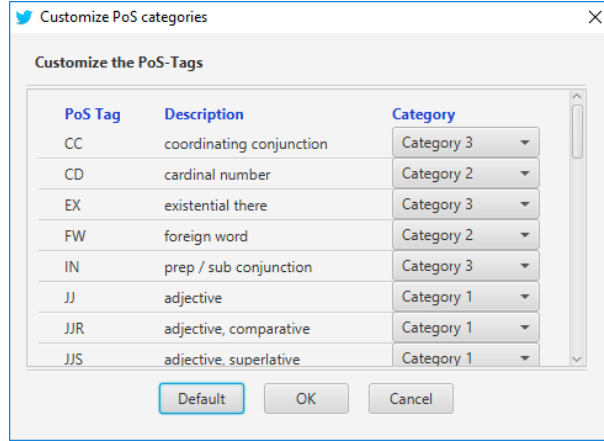 Customize PoS categories
Customize the PoS-Tags
PoS Tag Description Category
CC coordinating conjunction Category 3
CD cardinal number Category 2
EX existential there Category 3
FW foreign word Category 2
IN prep / sub conjunction Category 3
JJ adjective Category 1
JJR adjective, comparative Category 1
JJS adjective, superlative Category 1
Default OK Cancel